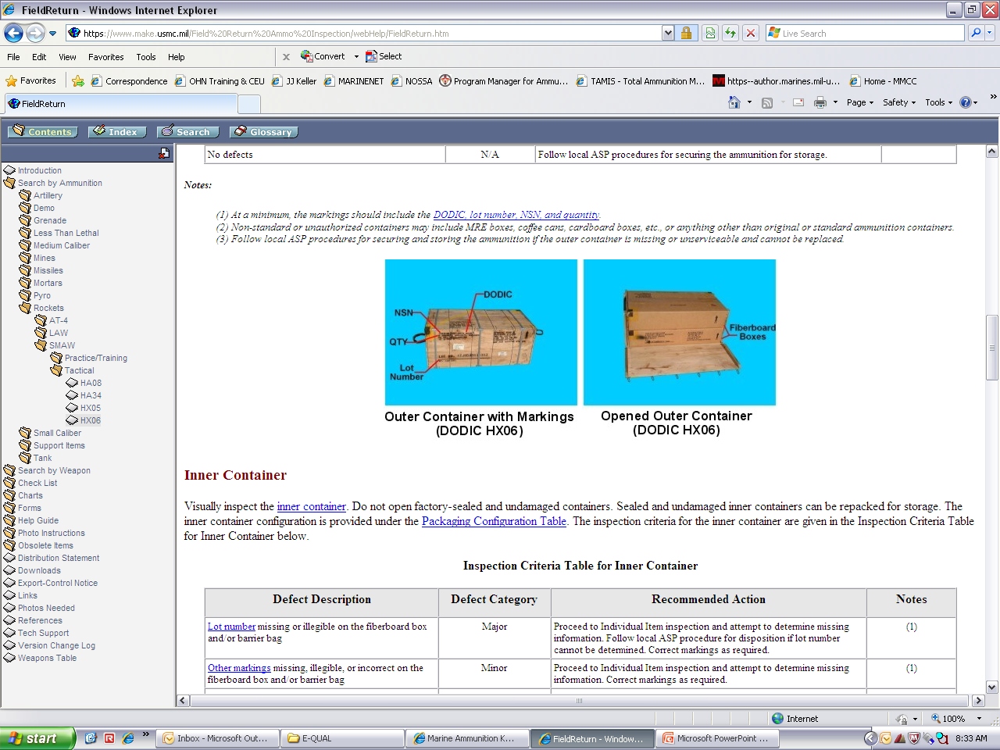 FieldReturn - Windows Internet Explorer
https://www.make.usmc.mil/Field%20Return%20Ammo%20Inspection/webHelp/FieldReturn.htm
Live Search
File Edit View Favorites Tools Help
x Convert Select
Favorites Correspondence OHN Training & CEU JJ Keller MARINENET NOSSA Program Manager for Ammu... TAMIS - Total Ammunition M... https--author.marines.mil-u... Home - MMCC
FieldReturn
Page Safety Tools
Contents Index Search Glossary
Introduction
Search by Ammunition
Artillery
Demo
Grenade
Less Than Lethal
Medium Caliber
Mines
Missiles
Mortars
Pyro
Rockets
AT-4
LAW
SMAW
Practice/Training
Tactical
HA08
HA34
HX05
HX06
Small Caliber
Support Items
Tank
Search by Weapon
Check List
Charts
Forms
Help Guide
Photo Instructions
Obsolete Items
Distribution Statement
Downloads
Export-Control Notice
Links
Photos Needed
References
Tech Support
Version Change Log
Weapons Table
No defects N/A Follow local ASP procedures for securing the ammunition for storage.
Notes:
(1) At a minimum, the markings should include the DODIC, lot number, NSN, and quantity.
(2) Non-standard or unauthorized containers may include MRE boxes, coffee cans, cardboard boxes, etc., or anything other than original or standard ammunition containers.
(3) Follow local ASP procedures for securing and storing the ammunition if the outer container is missing or unserviceable and cannot be replaced.
DODIC
NSN
QTY
Lot
Number
Fiberboard
Boxes
Outer Container with Markings
(DODIC HX06)
Opened Outer Container
(DODIC HX06)
Inner Container
Visually inspect the inner container. Do not open factory-sealed and undamaged containers. Sealed and undamaged inner containers can be repacked for storage. The
inner container configuration is provided under the Packaging Configuration Table. The inspection criteria for the inner container are given in the Inspection Criteria Table
for Inner Container below.
Inspection Criteria Table for Inner Container
Defect Description Defect Category Recommended Action Notes
Lot number missing or illegible on the fiberboard box
and/or barrier bag
Major
Proceed to Individual Item inspection and attempt to determine missing
information. Follow local ASP procedure for disposition if lot number
cannot be determined. Correct markings as required.
(1)
Other markings missing, illegible, or incorrect on the
fiberboard box and/or barrier bag
Minor
Proceed to Individual Item inspection and attempt to determine missing
information. Correct markings as required.
(1)
Internet 100%
start Inbox - Microsoft Out... E-QUAL Marine Ammunition K... FieldReturn - Window... Microsoft PowerPoint ... 8:33 AM